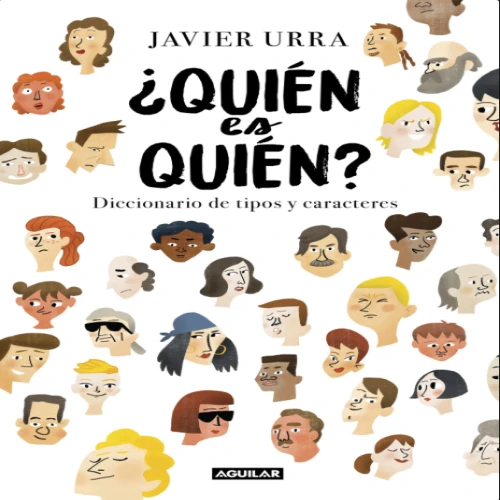 JAVIER URRA
¿QUIÉN
es
QUIÉN?
Diccionario de tipos y caracteres
AGUILAR